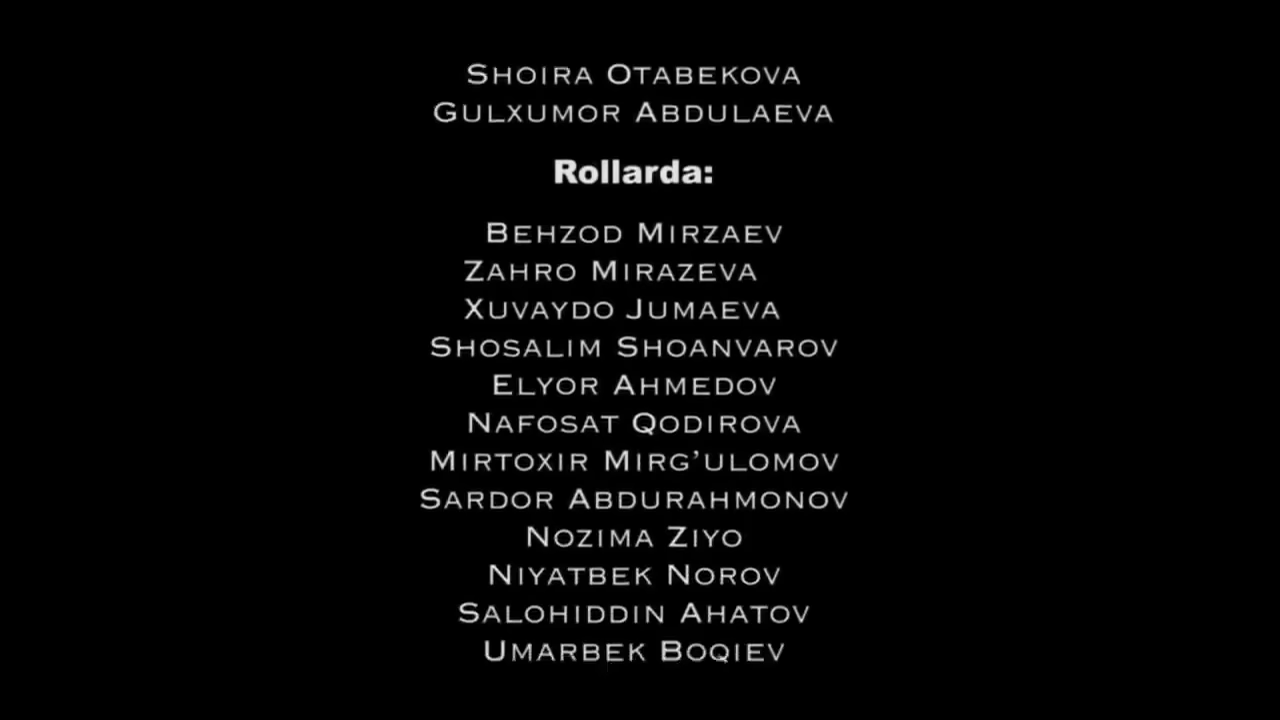 SHOIRA OTABEKOVA
GULXUMOR ABDULAEVA
Rollarda:
BEHZOD MIRZAEV
ZAHRO MIRAZEVA
XUVAYDO JUMAEVA
SHOSALIM SHOANVAROV
ELYOR AHMEDOV
NAFOSAT QODIROVA
MIRTOXIR MIRG’ULOMOV
SARDOR ABDURAHMONOV
NOZIMA ZIYO
NIYATBEK NOROV
SALOHIDDIN AHATOV
UMARBEK BOQIEV